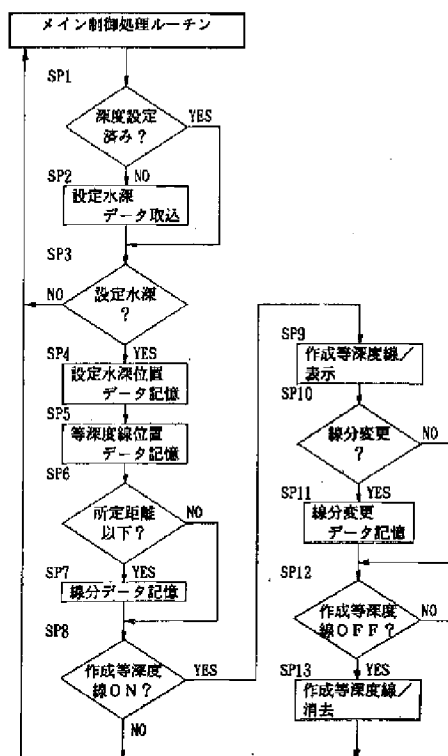 メイン制御処理ルーチン
SP1
深度設定
済み？
YES
NO
SP2
設定水深
データ取込
SP3
設定水深
？
NO
YES
SP4
設定水深位置
データ記憶
SP5
等深度線位置
データ記憶
SP6
所定距離
以下？
NO
YES
SP7
線分データ記憶
SP8
作成等深度
線ON？
YES
NO
SP9
作成等深度線／
表示
SP10
線分変更
？
NO
YES
SP11
線分変更
データ記憶
SP12
作成等深度
線OFF？
NO
YES
SP13
作成等深度線／
消去